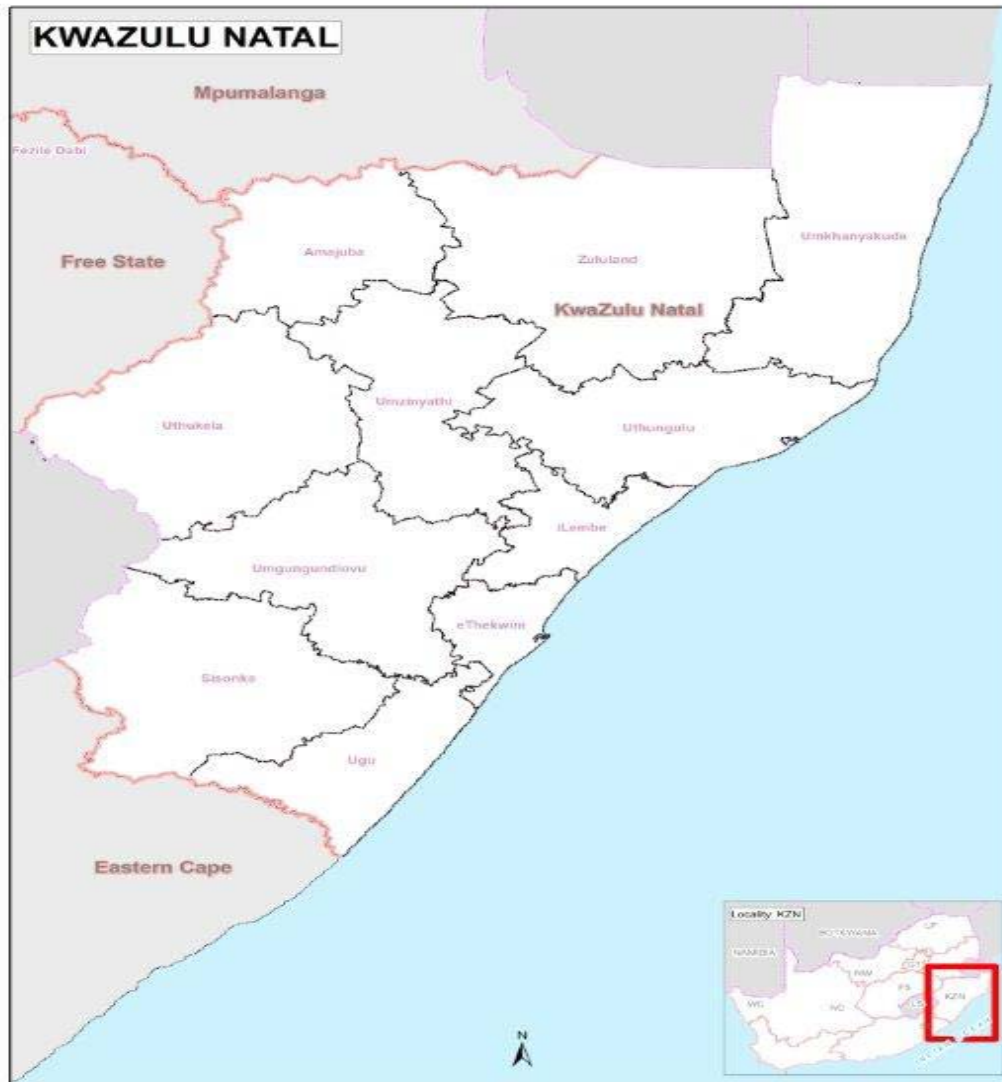 KWAZULU NATAL
Mpumalanga
Fezile Dabi
Free State
Amajuba
Zululand
Umkhanyakude
KwaZulu Natal
Uthukela
Umzinyathi
Uthungulu
iLembe
Umgungundlovu
eThekwini
Sisonke
Ugu
Eastern Cape
N
Locality KZN
BOTSWANA
NAMIBIA
LP
NW
FS
KZN
NC
WC